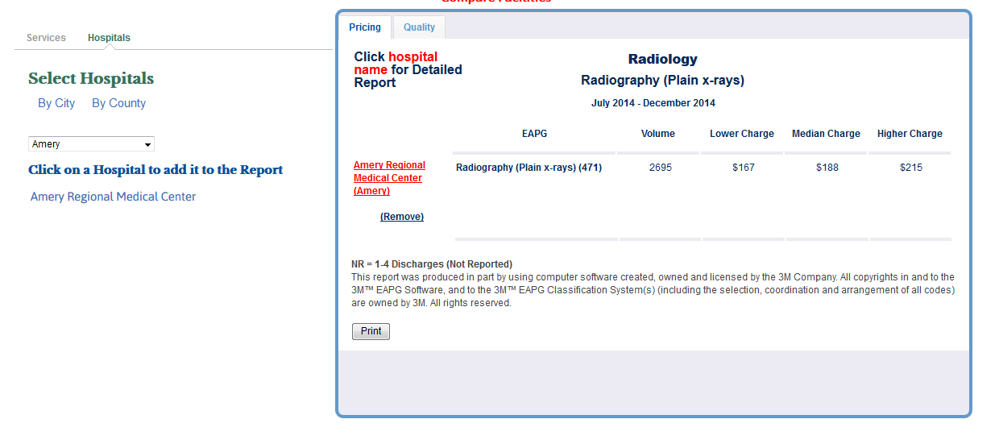 Compare Facilities
Services Hospitals
Select Hospitals
By City By County
Amery
Click on a Hospital to add it to the Report
Amery Regional Medical Center
Pricing Quality
Click hospital
name for Detailed
Report
Radiology
Radiography (Plain x-rays)
July 2014 - December 2014
EAPG Volume Lower Charge Median Charge Higher Charge
Amery Regional
Medical Center
(Amery)
Radiography (Plain x-rays) (471) 2695 $167 $188 $215
(Remove)
NR = 1-4 Discharges (Not Reported)
This report was produced in part by using computer software created, owned and licensed by the 3M Company. All copyrights in and to the
3M™ EAPG Software, and to the 3M™ EAPG Classification System(s) (including the selection, coordination and arrangement of all codes)
are owned by 3M. All rights reserved.
Print